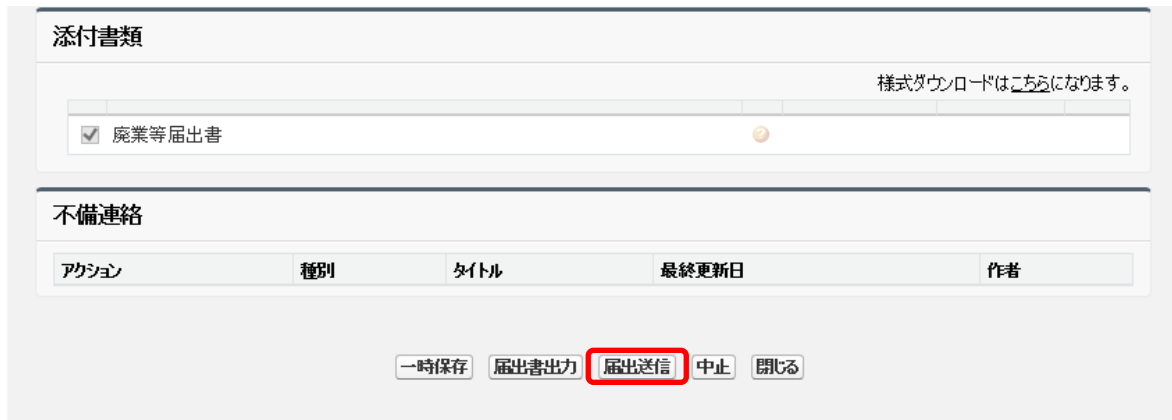 添付書類
様式ダウンロードはこちらになります。
廃業等届出書
不備連絡
アクション 種別 タイトル 最終更新日 作者
一時保存 届出書出力 届出送信 中止 閉じる